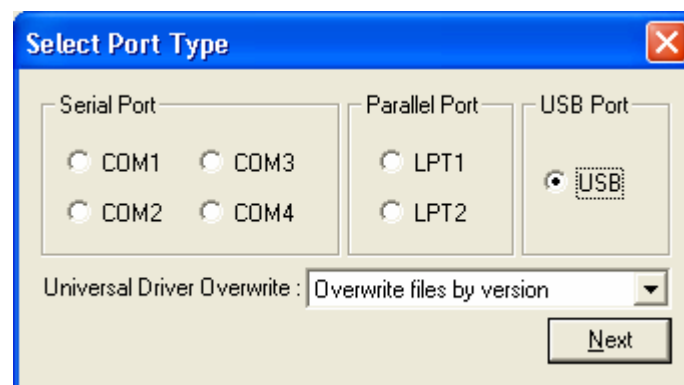 Select Port Type
Serial Port Parallel Port USB Port
COM1 COM3 LPT1 USB
COM2 COM4 LPT2
Universal Driver Overwrite : Overwrite files by version
Next